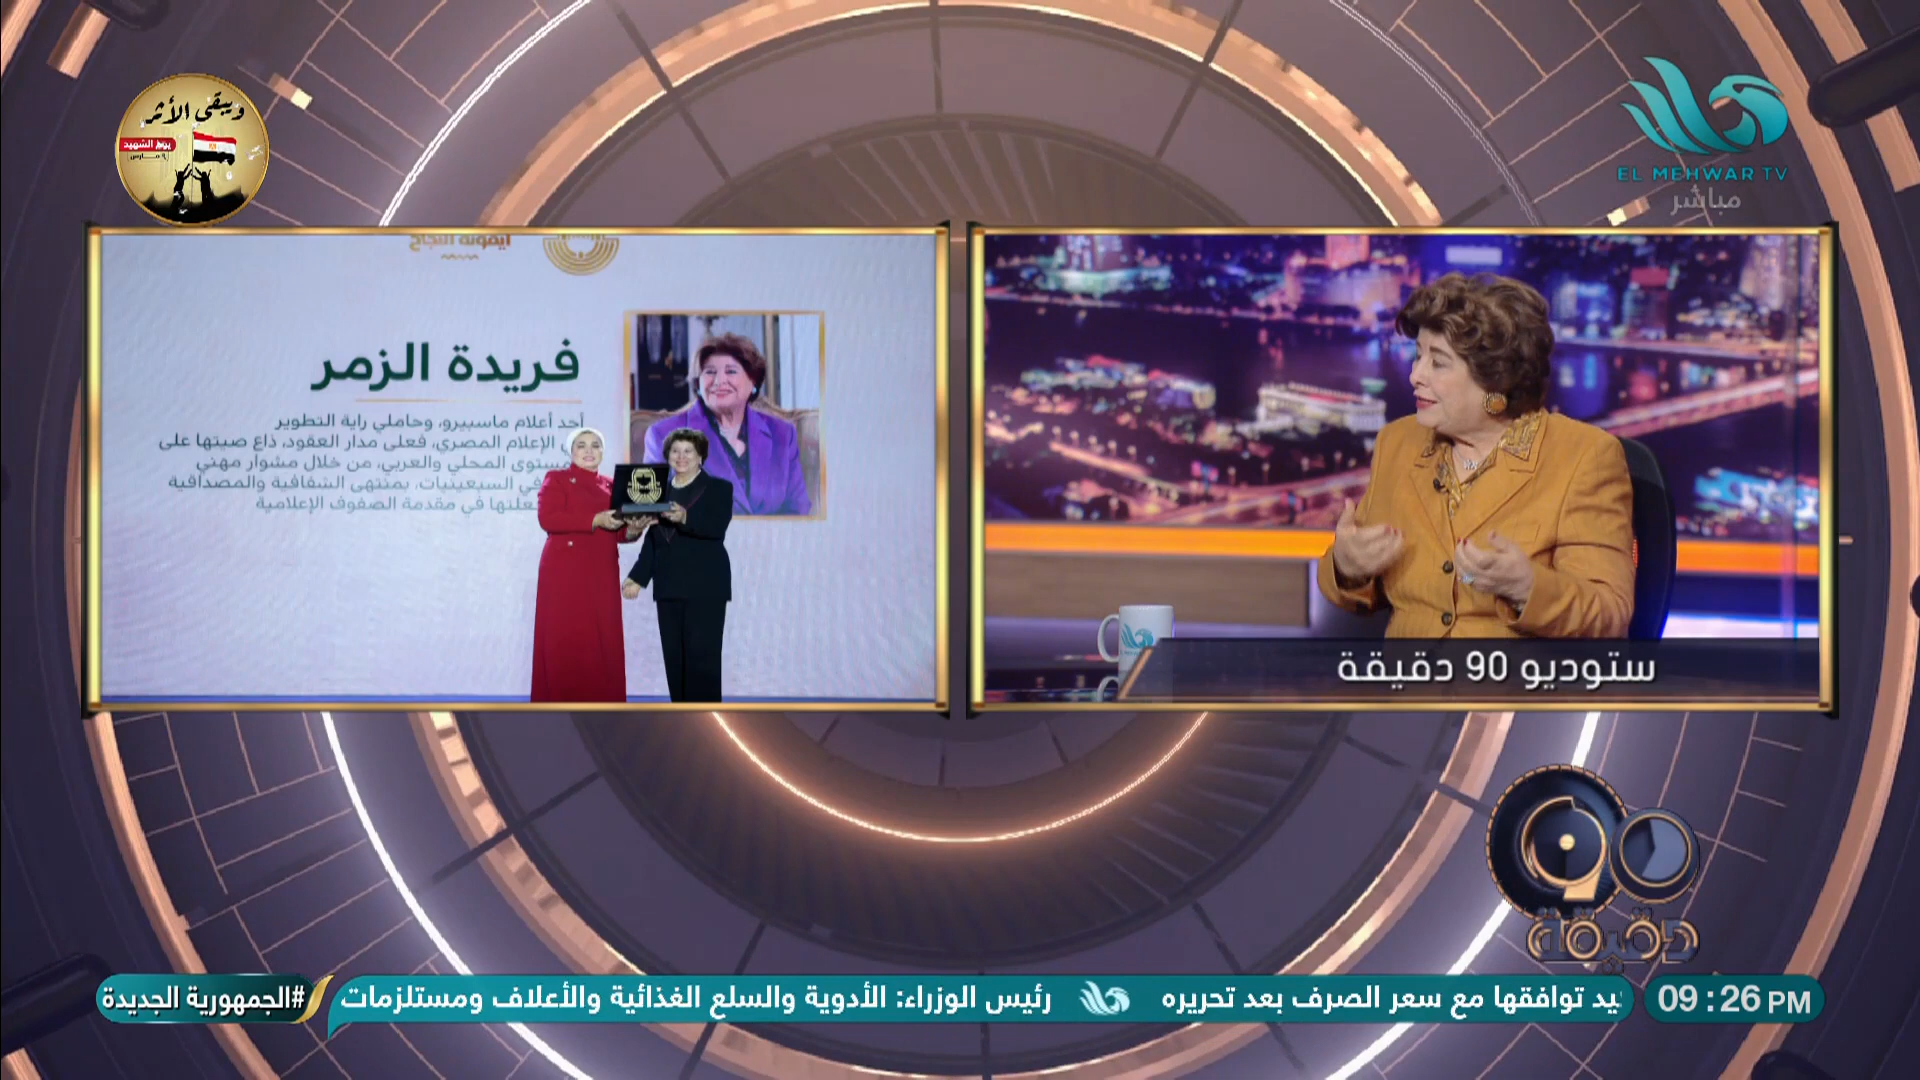 ويبقى الأثر
يوم الشهيد
٩ مارس
EL MEHWAR TV
مباشر
أيقونة النجاح
فريدة الزمر
أحد أعلام ماسبيرو، وحاملي راية التطوير
الإعلام المصري، فعلى مدار العقود، ذاع صيتها على
المحلي والعربي، من خلال مشوار مهني
في السبعينيات، بمنتهى الشفافية والمصداقية
في مقدمة الصفوف الإعلامية
ستوديو 90 دقيقة
90
دقيقة
توافقها مع سعر الصرف بعد تحريره
رئيس الوزراء: الأدوية والسلع الغذائية والأعلاف ومستلزمات
#الجمهورية الجديدة
09:26 PM